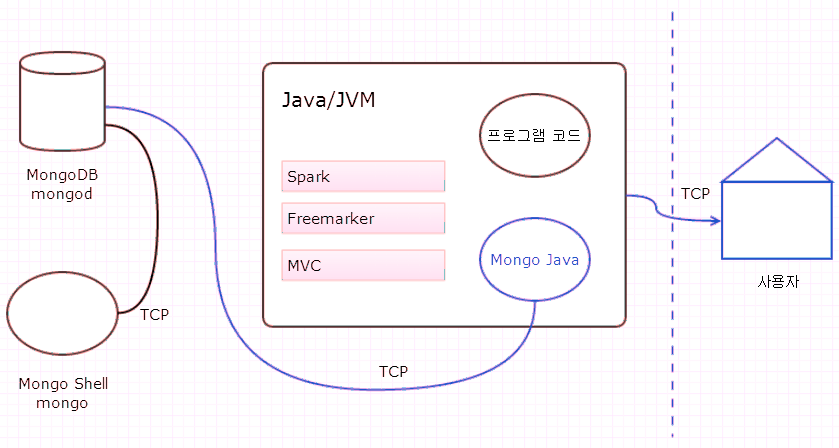 Java/JVM
프로그램 코드
Spark
Freemarker
MVC
Mongo Java
MongoDB
mongod
TCP
Mongo Shell
mongo
TCP
TCP
사용자